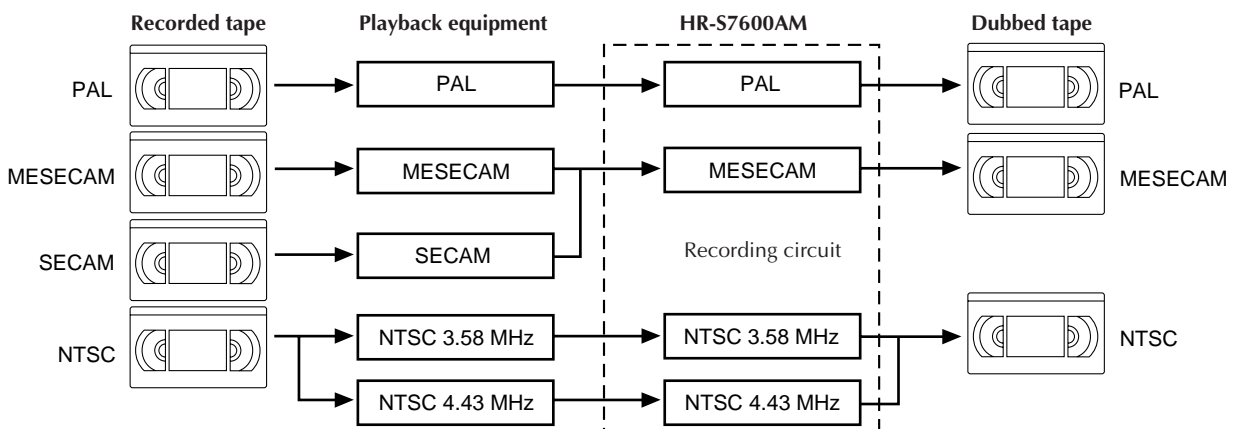 Recorded tape Playback equipment HR-S7600AM Dubbed tape
PAL PAL PAL PAL
MESECAM MESECAM MESECAM MESECAM
SECAM SECAM Recording circuit
NTSC NTSC 3.58 MHz NTSC 3.58 MHz NTSC
NTSC 4.43 MHz NTSC 4.43 MHz